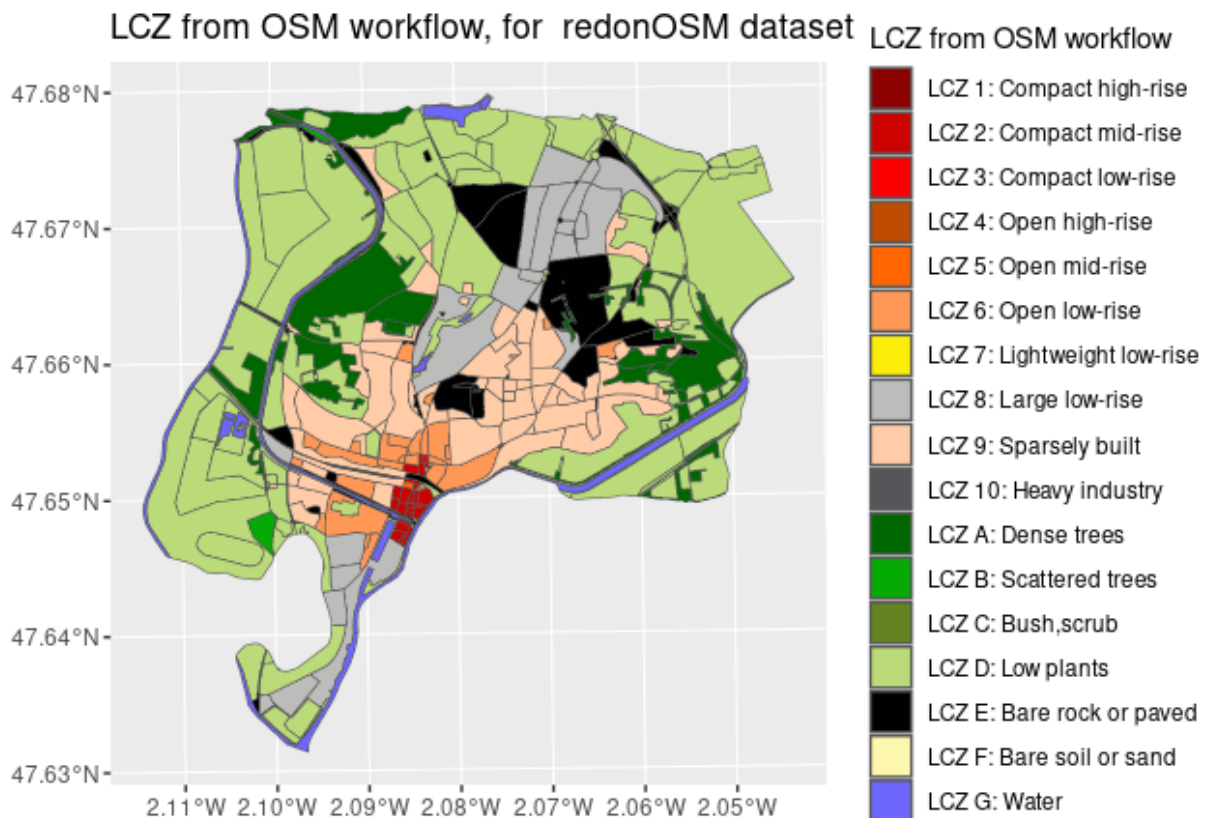 LCZ from OSM workflow, for  redonOSM dataset
LCZ from OSM workflow
LCZ 1: Compact high-rise
LCZ 2: Compact mid-rise
LCZ 3: Compact low-rise
LCZ 4: Open high-rise
LCZ 5: Open mid-rise
LCZ 6: Open low-rise
LCZ 7: Lightweight low-rise
LCZ 8: Large low-rise
LCZ 9: Sparsely built
LCZ 10: Heavy industry
LCZ A: Dense trees
LCZ B: Scattered trees
LCZ C: Bush,scrub
LCZ D: Low plants
LCZ E: Bare rock or paved
LCZ F: Bare soil or sand
LCZ G: Water
47.68°N
47.67°N
47.66°N
47.65°N
47.64°N
47.63°N
2.11°W 2.10°W 2.09°W 2.08°W 2.07°W 2.06°W 2.05°W